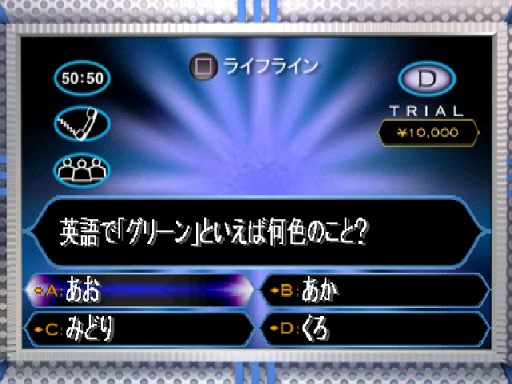 50:50
□ ライフライン
D
TRIAL
¥10,000
英語で「グリーン」といえば何色のこと?
A: あお
B: あか
C: みどり
D: くろ